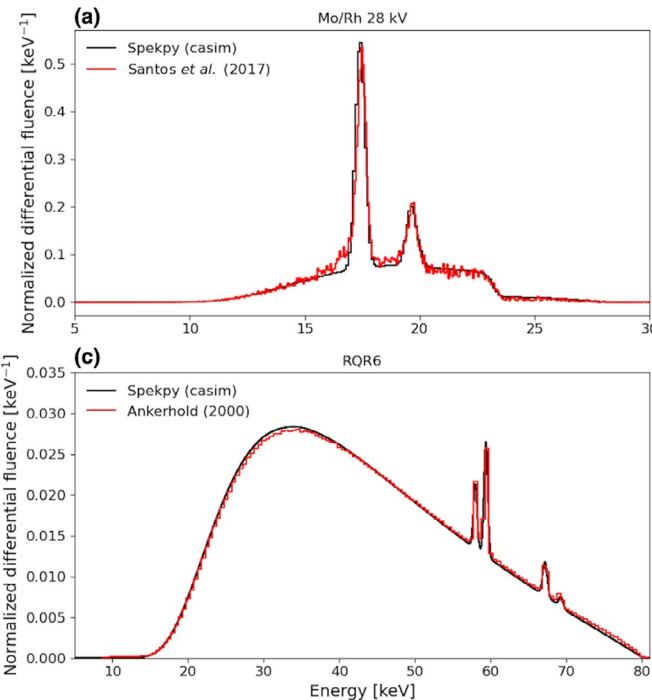 (a)
Mo/Rh 28 kV
Normalized differential fluence [keV⁻¹]
Spekpy (casim)
Santos et al. (2017)
0.5
0.4
0.3
0.2
0.1
0.0
5 10 15 20 25 30
(c)
RQR6
Normalized differential fluence [keV⁻¹]
Spekpy (casim)
Ankerhold (2000)
0.035
0.030
0.025
0.020
0.015
0.010
0.005
0.000
10 20 30 40 50 60 70 80
Energy [keV]